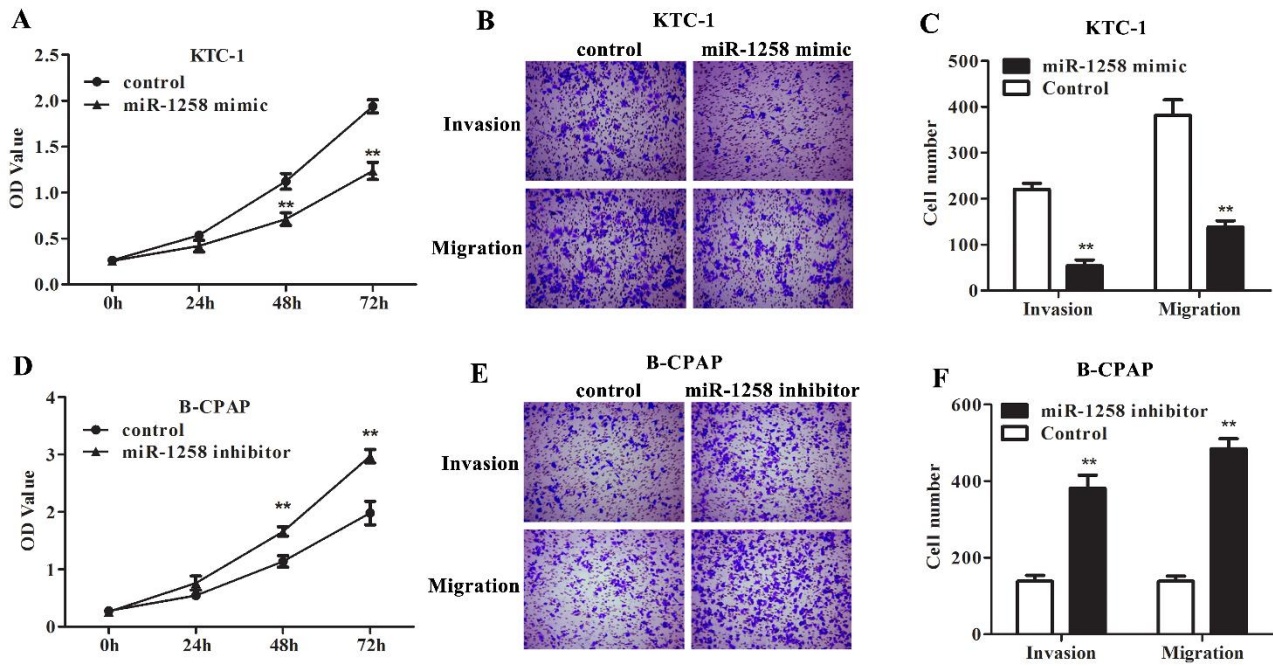 A
KTC-1
control
miR-1258 mimic
OD Value
2.5
2.0
1.5
1.0
0.5
0.0
**
**
0h 24h 48h 72h
B
KTC-1
control miR-1258 mimic
Invasion
Migration
C
KTC-1
miR-1258 mimic
Control
Cell number
500
400
300
200
100
0
**
**
Invasion Migration
D
B-CPAP
control
miR-1258 inhibitor
OD Value
4
3
2
1
0
**
**
0h 24h 48h 72h
E
B-CPAP
control miR-1258 inhibitor
Invasion
Migration
F
B-CPAP
miR-1258 inhibitor
Control
Cell number
600
400
200
0
**
**
Invasion Migration